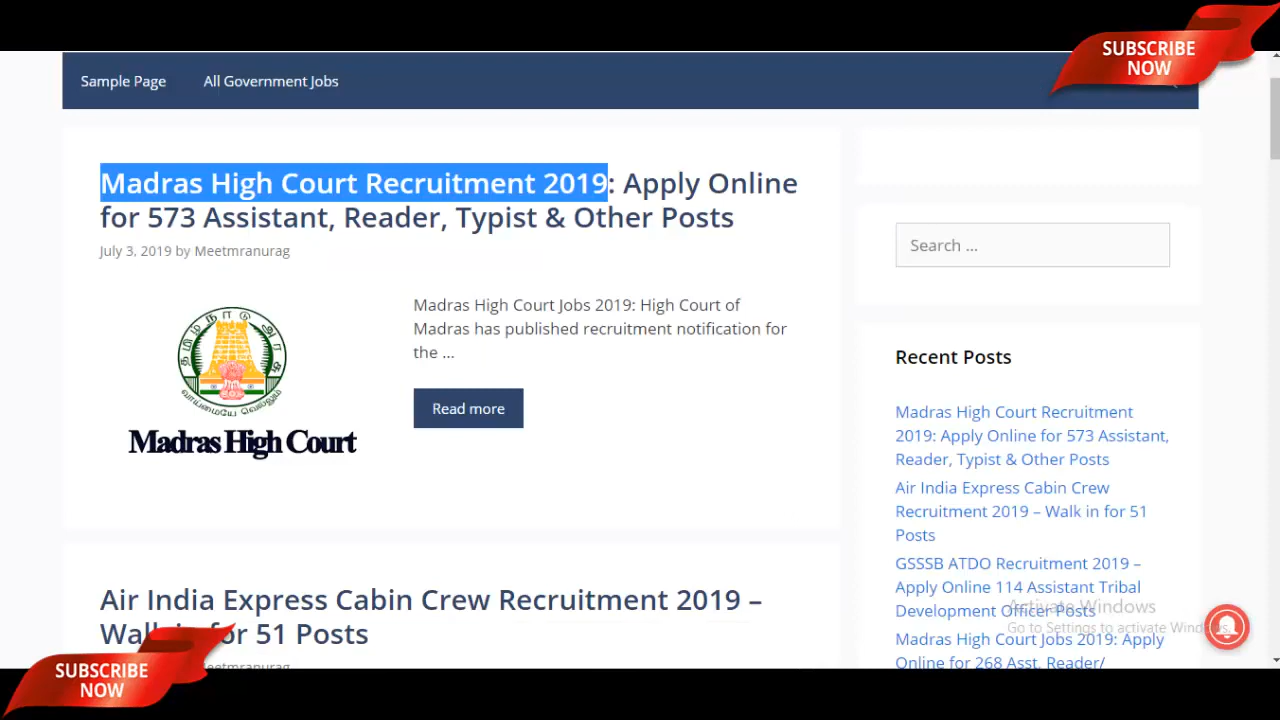 SUBSCRIBE
NOW
Sample Page All Government Jobs
Madras High Court Recruitment 2019: Apply Online
for 573 Assistant, Reader, Typist & Other Posts
July 3, 2019 by Meetmranurag
தமிழ்நாடு அரசு
வாய்மையே வெல்லும்
Madras High Court
Madras High Court Jobs 2019: High Court of
Madras has published recruitment notification for
the ...
Read more
Air India Express Cabin Crew Recruitment 2019 –
for 51 Posts
Search ...
Recent Posts
Madras High Court Recruitment
2019: Apply Online for 573 Assistant,
Reader, Typist & Other Posts
Air India Express Cabin Crew
Recruitment 2019 – Walk in for 51
Posts
GSSSB ATDO Recruitment 2019 –
Apply Online 114 Assistant Tribal
Development Officer Posts
Madras High Court Jobs 2019: Apply
Online for 268 Asst. Reader/
Activate Windows
Go to Settings to activate Windows.
SUBSCRIBE
NOW